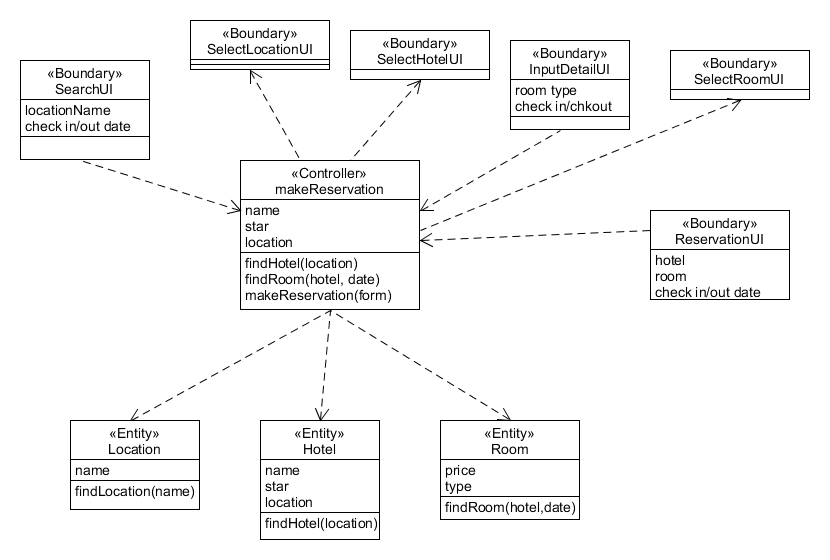 «Boundary»
SearchUI
locationName
check in/out date
«Boundary»
SelectLocationUI
«Boundary»
SelectHotelUI
«Boundary»
InputDetailUI
room type
check in/chkout
«Boundary»
SelectRoomUI
«Controller»
makeReservation
name
star
location
findHotel(location)
findRoom(hotel, date)
makeReservation(form)
«Boundary»
ReservationUI
hotel
room
check in/out date
«Entity»
Location
name
findLocation(name)
«Entity»
Hotel
name
star
location
findHotel(location)
«Entity»
Room
price
type
findRoom(hotel,date)